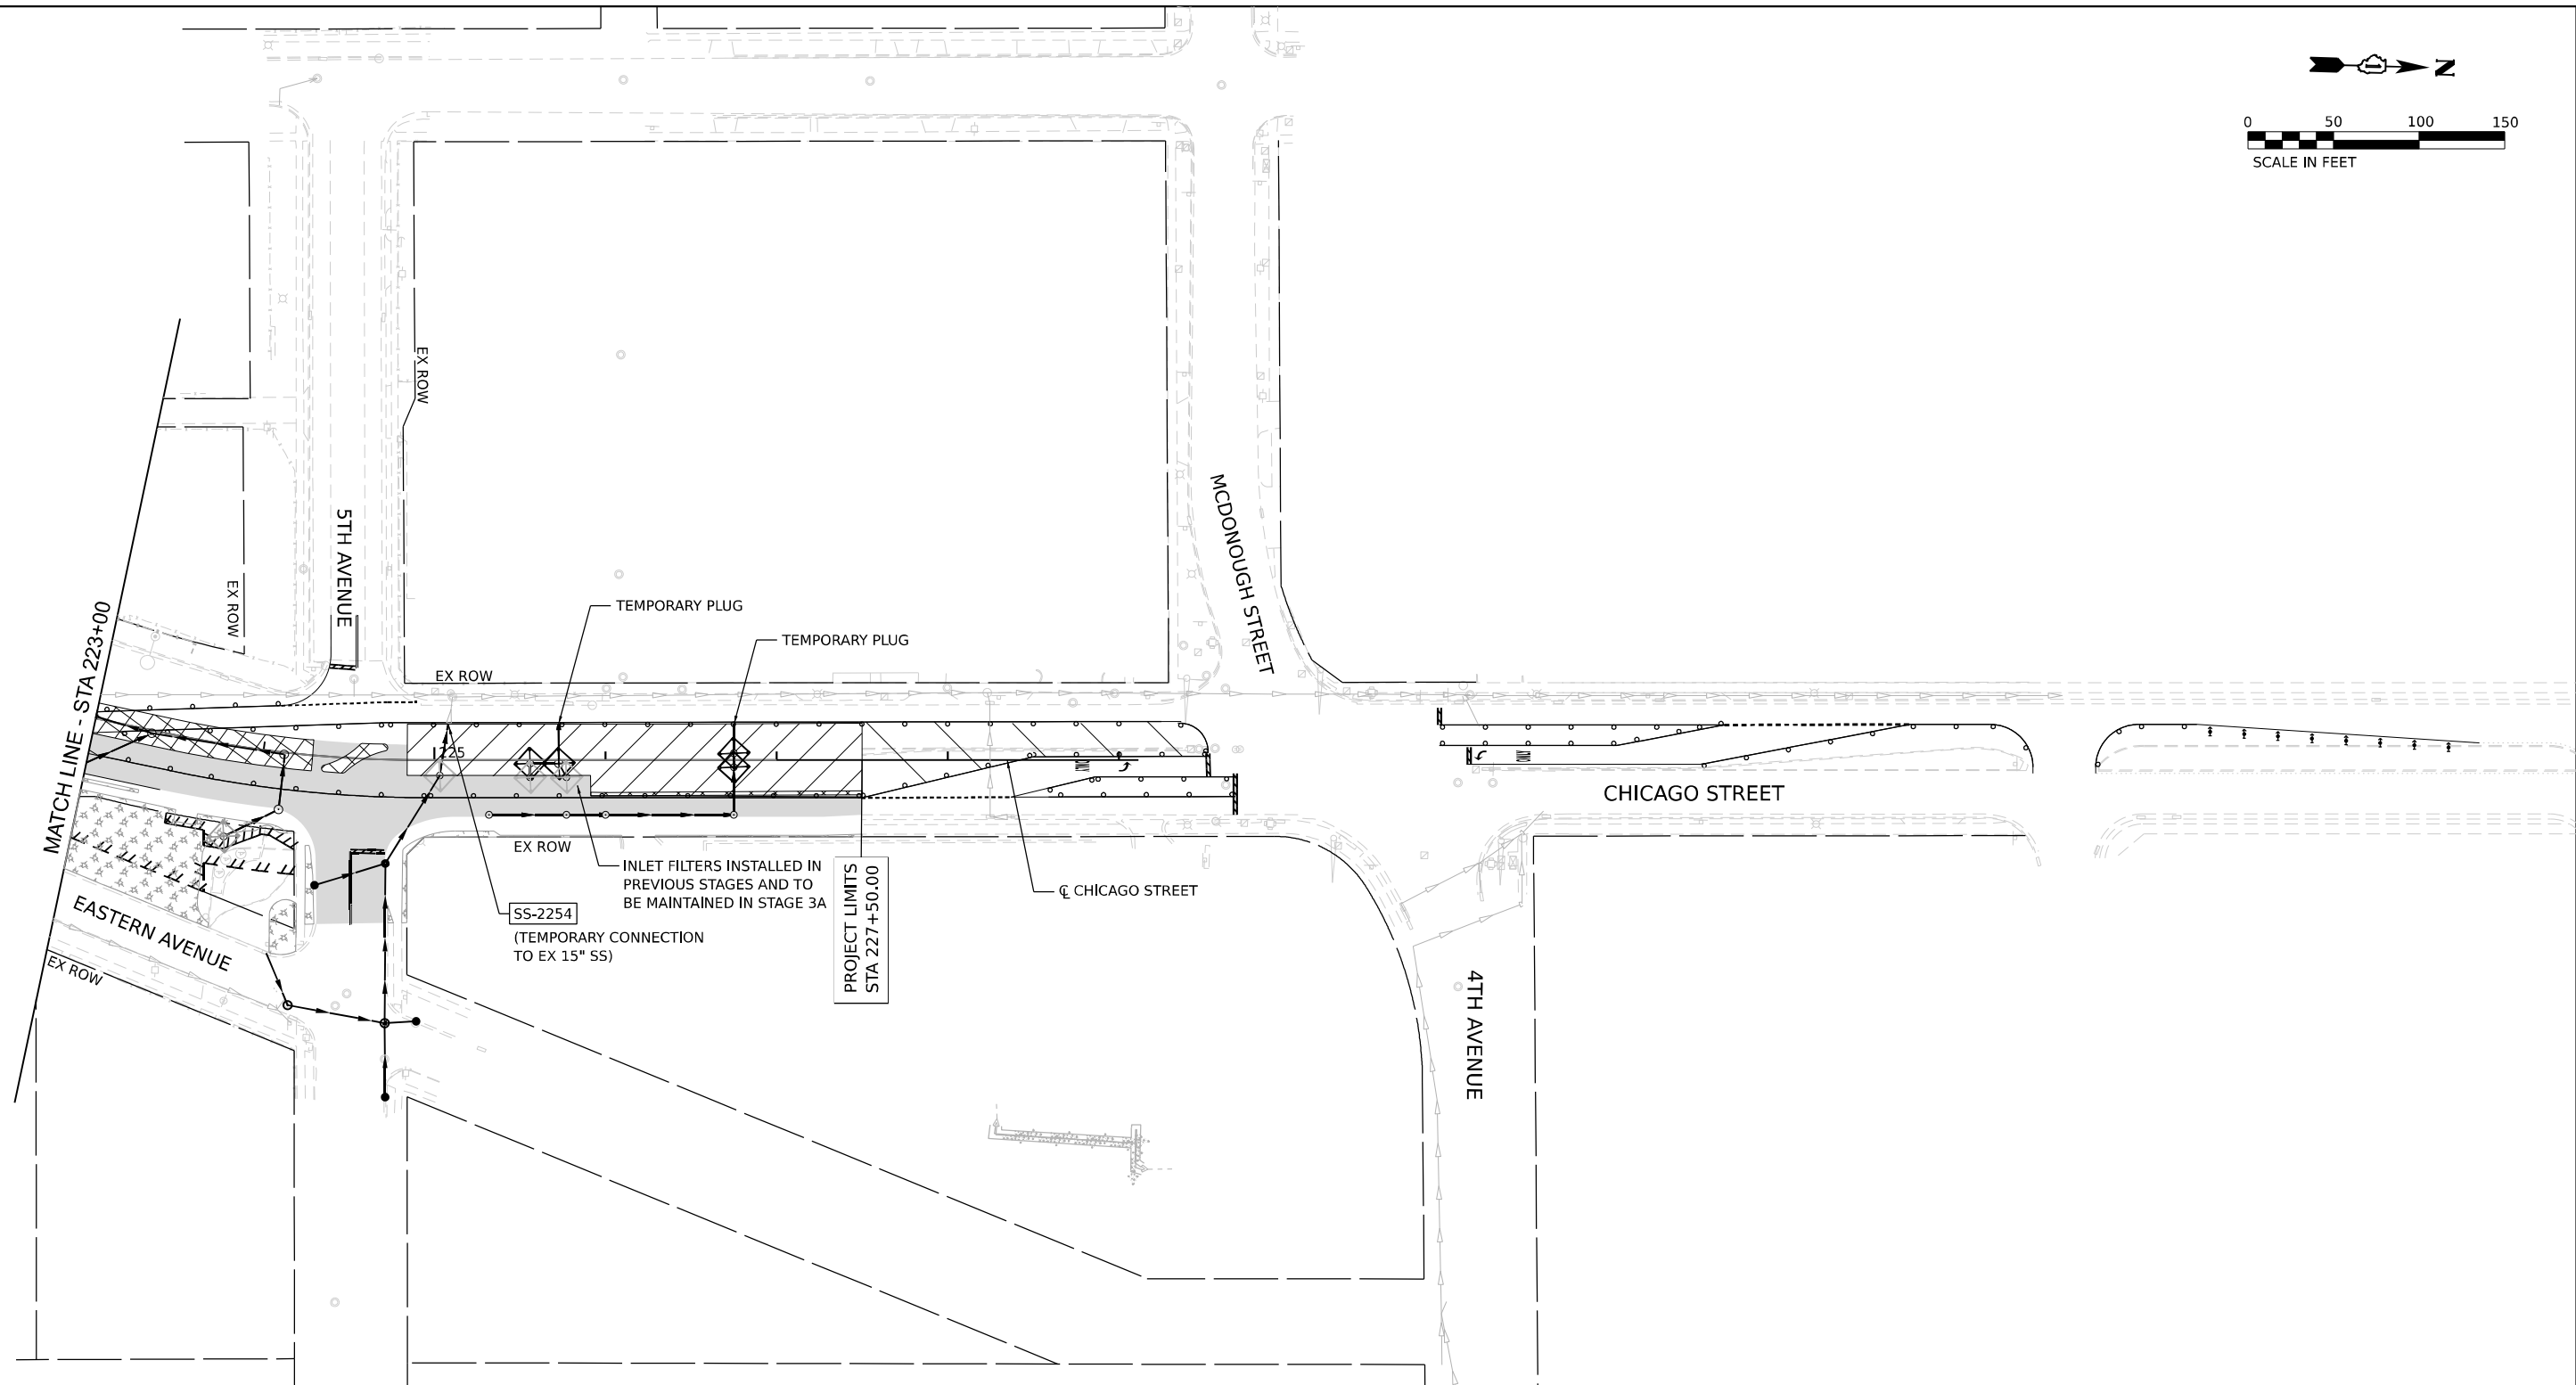 N
0 50 100 150
SCALE IN FEET
EX ROW
5TH AVENUE
MCDONOUGH STREET
EX ROW
MATCH LINE - STA 223+00
TEMPORARY PLUG
TEMPORARY PLUG
EX ROW
225
ONLY
ONLY
CHICAGO STREET
EX ROW
INLET FILTERS INSTALLED IN
PREVIOUS STAGES AND TO
BE MAINTAINED IN STAGE 3A
℄ CHICAGO STREET
PROJECT LIMITS
STA 227+50.00
SS-2254
(TEMPORARY CONNECTION
TO EX 15" SS)
EASTERN AVENUE
EX ROW
4TH AVENUE